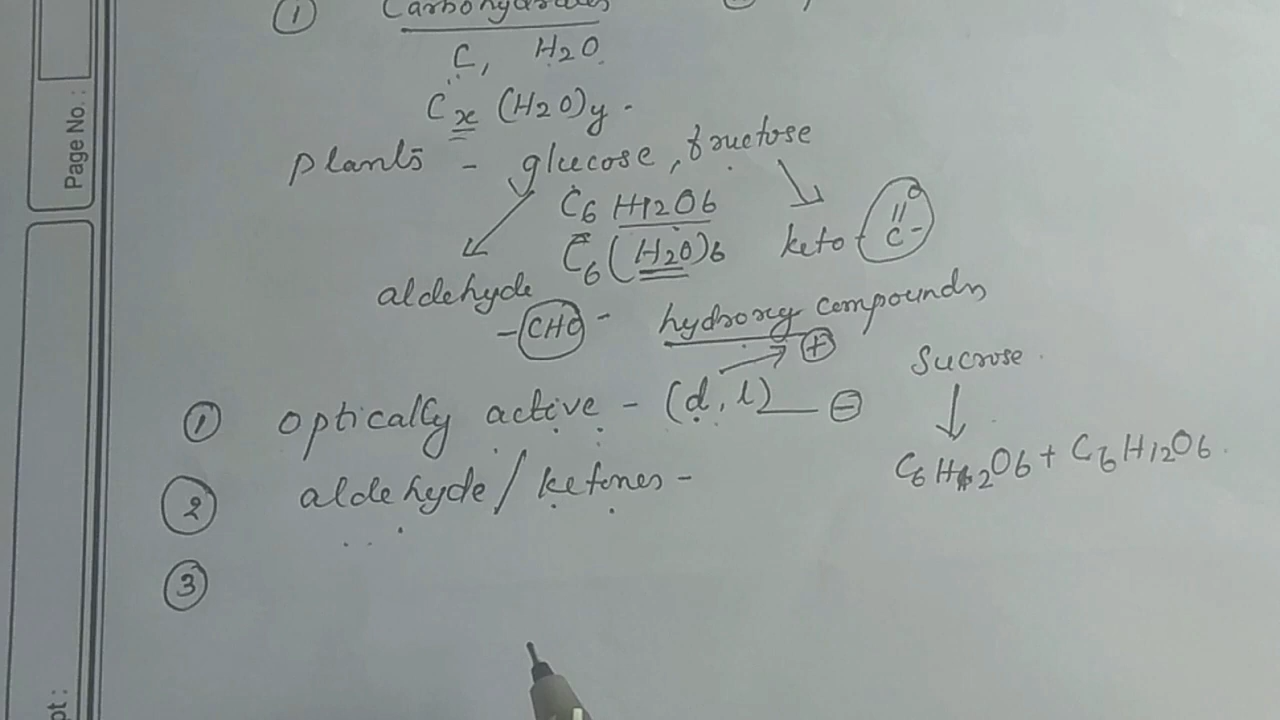 Page No. :
① Carbohydrates
C, H2O
Cx (H2O)y -
plants - glucose, fructose
C6 H12O6
C6 (H2O)6
keto - C = O
aldehyde
-CHO-
hydroxy compounds
① optically active - (d, l) + -
Sucrose
② aldehyde / ketones -
C6H12O6 + C6H12O6
③